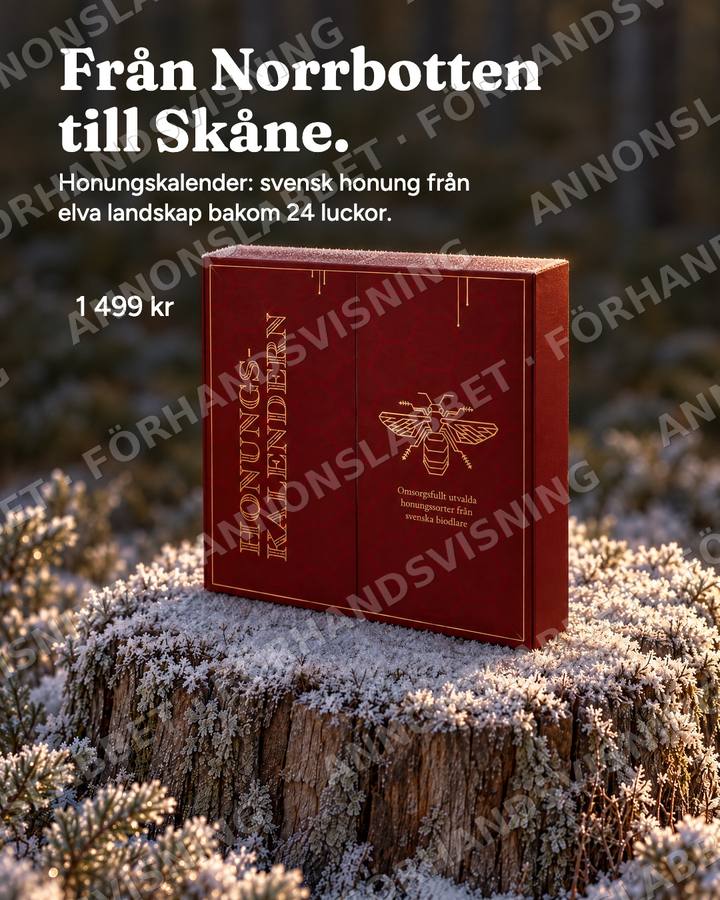 Från Norrbotten
till Skåne.
Honungskalender: svensk honung från
elva landskap bakom 24 luckor.
1 499 kr
HONUNGS-
KALENDERN
Omsorgsfullt utvalda
honungssorter från
svenska biodlare
ANNONSLABBET · FÖRHANDSVISNING